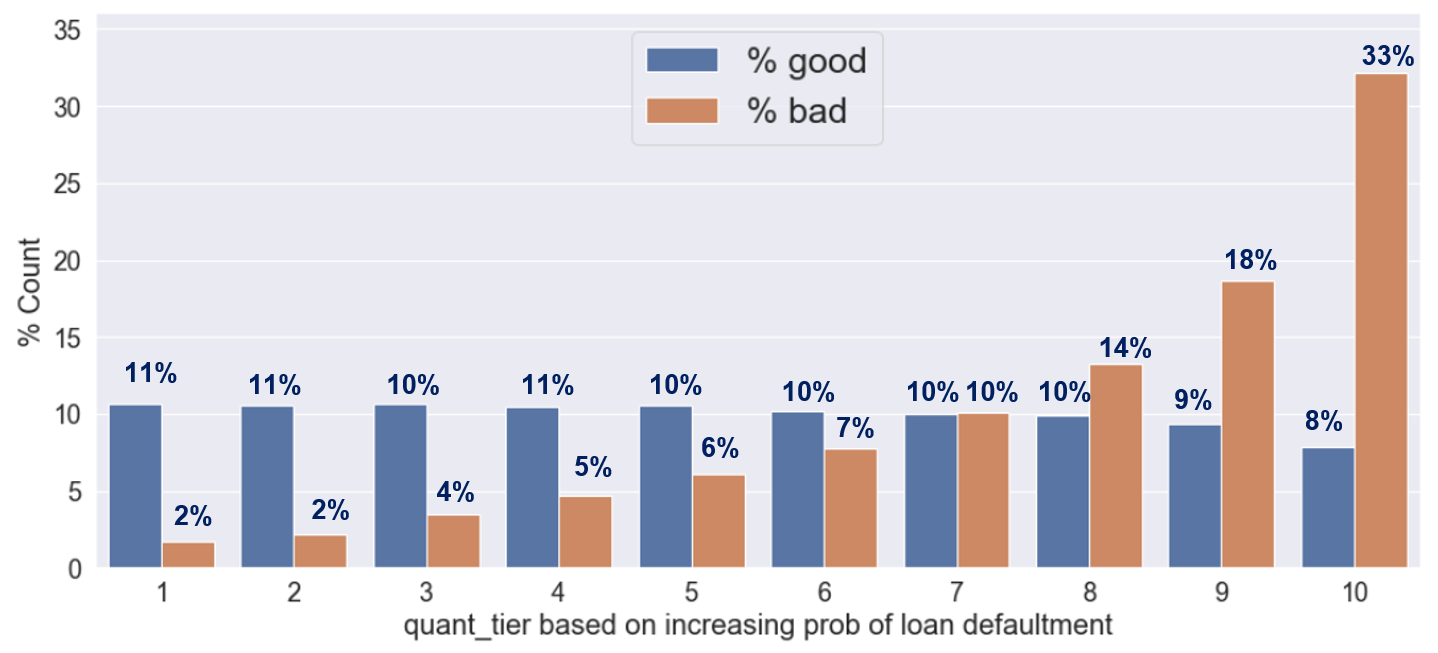 35
30
25
20
15
10
5
0
% Count
% good
% bad
11% 2% 11% 2% 10% 4% 11% 5% 10% 6% 10% 7% 10% 10% 10% 14% 9% 18% 8% 33%
1 2 3 4 5 6 7 8 9 10
quant_tier based on increasing prob of loan defaultment